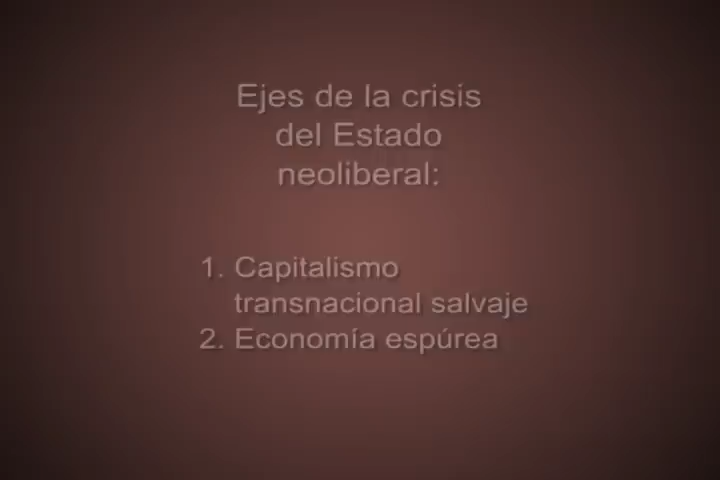 Ejes de la crisis
del Estado
neoliberal:
1. Capitalismo
transnacional salvaje
2. Economía espúrea